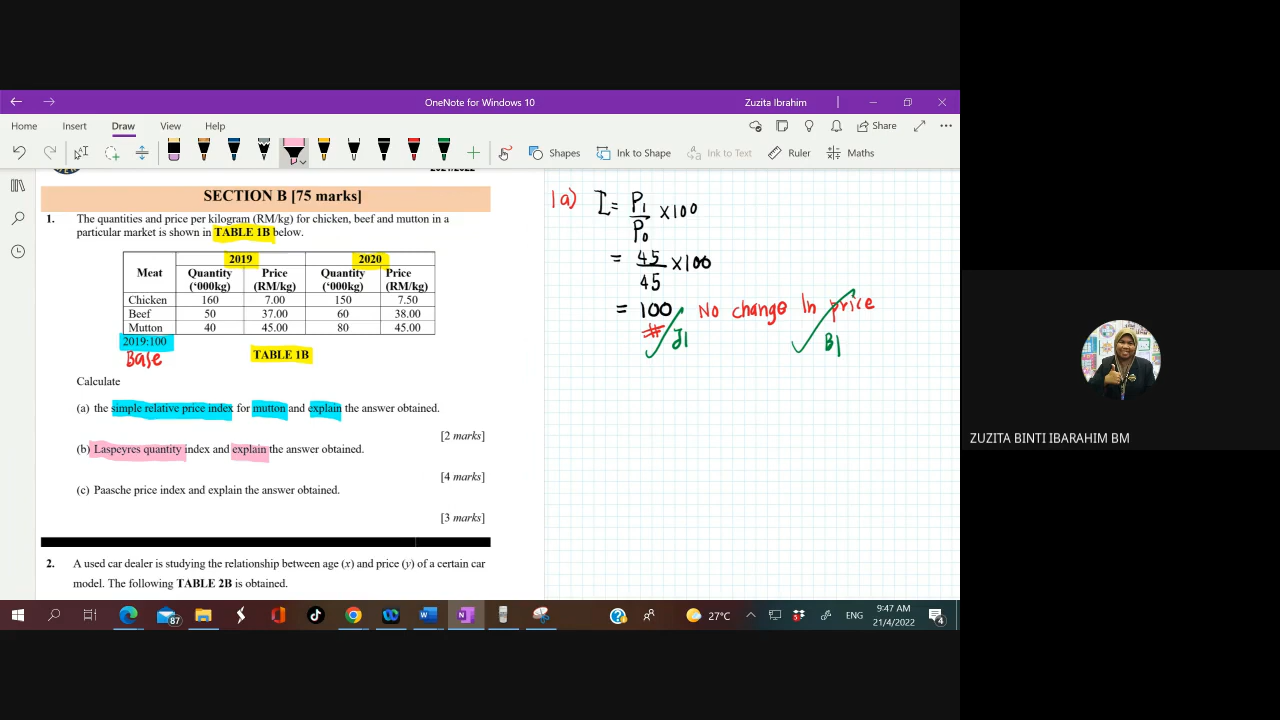 OneNote for Windows 10
Zuzita Ibrahim
Home Insert Draw View Help
Share
Shapes Ink to Shape Ink to Text Ruler Maths
SECTION B [75 marks]
1. The quantities and price per kilogram (RM/kg) for chicken, beef and mutton in a
particular market is shown in TABLE 1B below.
2019 2020
Meat Quantity Price Quantity Price
('000kg) (RM/kg) ('000kg) (RM/kg)
Chicken 160 7.00 150 7.50
Beef 50 37.00 60 38.00
Mutton 40 45.00 80 45.00
2019:100
Base
TABLE 1B
Calculate
(a) the simple relative price index for mutton and explain the answer obtained.
[2 marks]
(b) Laspeyres quantity index and explain the answer obtained.
[4 marks]
(c) Paasche price index and explain the answer obtained.
[3 marks]
2. A used car dealer is studying the relationship between age (x) and price (y) of a certain car
model. The following TABLE 2B is obtained.
1a) I = P1/P0 ×100
= 45/45 ×100
= 100 No change in price
J1 B1
ZUZITA BINTI IBARAHIM BM
87
27°C
ENG
9:47 AM
21/4/2022
4